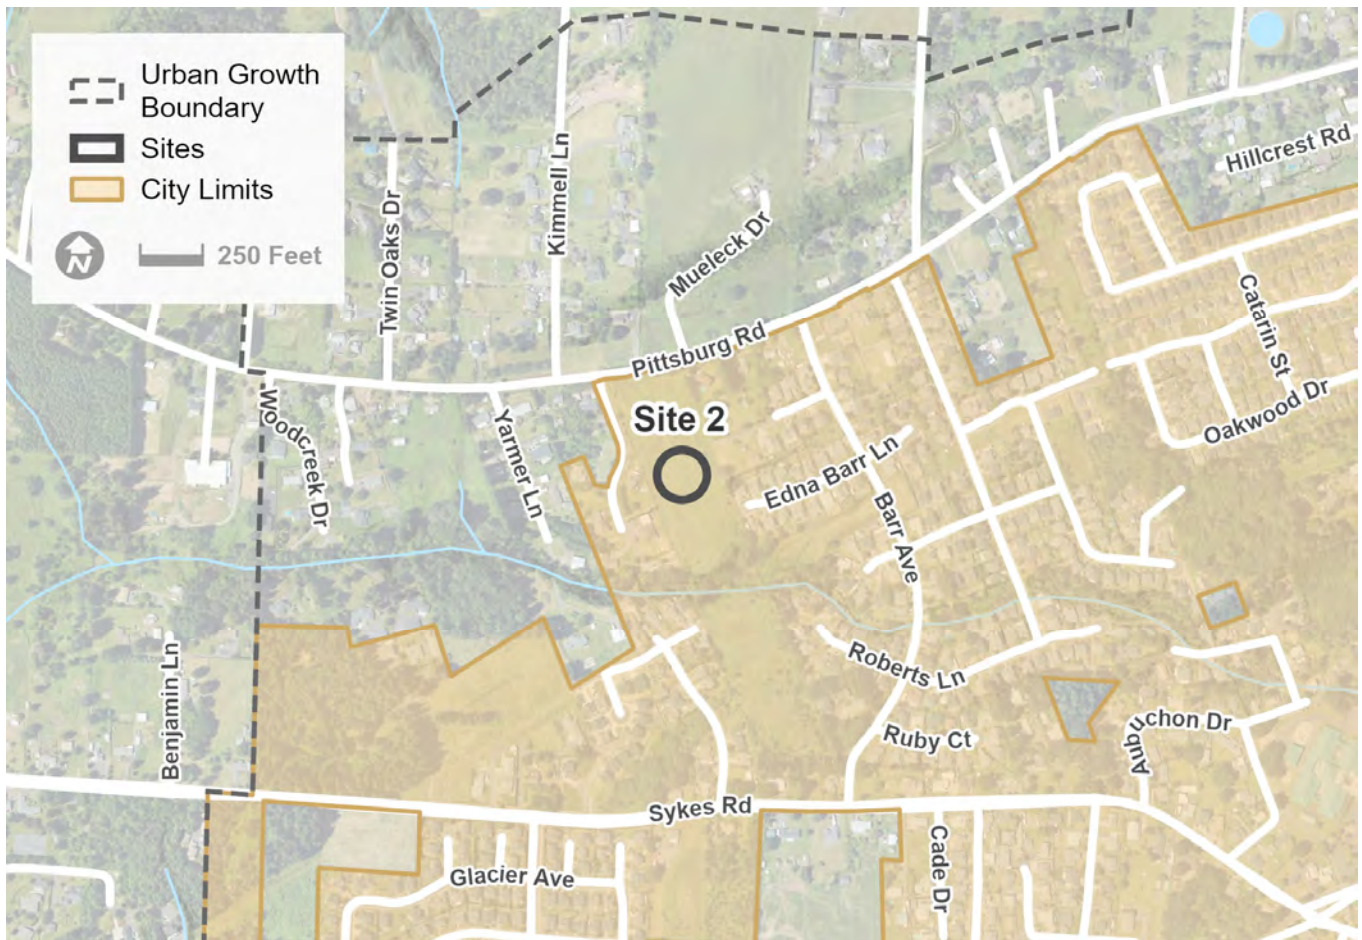 Urban Growth
Boundary
Sites
City Limits
N
250 Feet
Hillcrest Rd
Kimmell Ln
Twin Oaks Dr
Mueleck Dr
Catarin St
Pittsburg Rd
Woodcreek Dr
Yarmer Ln
Site 2
Oakwood Dr
Edna Barr Ln
Barr Ave
Benjamin Ln
Roberts Ln
Ruby Ct
Aubuchon Dr
Sykes Rd
Glacier Ave
Cade Dr